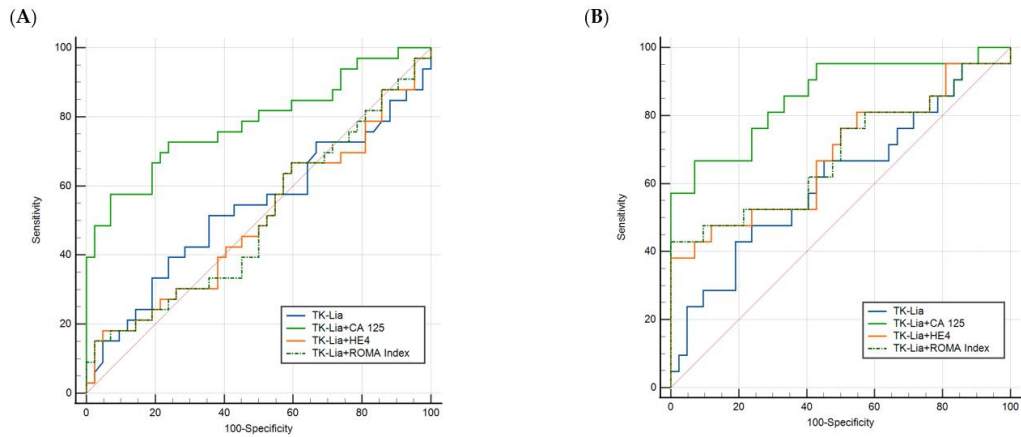 (A)
100
80
60
40
20
0
Sensitivity
0 20 40 60 80 100
100-Specificity
TK-Lia
TK-Lia+CA 125
TK-Lia+HE4
TK-Lia+ROMA Index
(B)
100
80
60
40
20
0
Sensitivity
0 20 40 60 80 100
100-Specificity
TK-Lia
TK-Lia+CA 125
TK-Lia+HE4
TK-Lia+ROMA Index